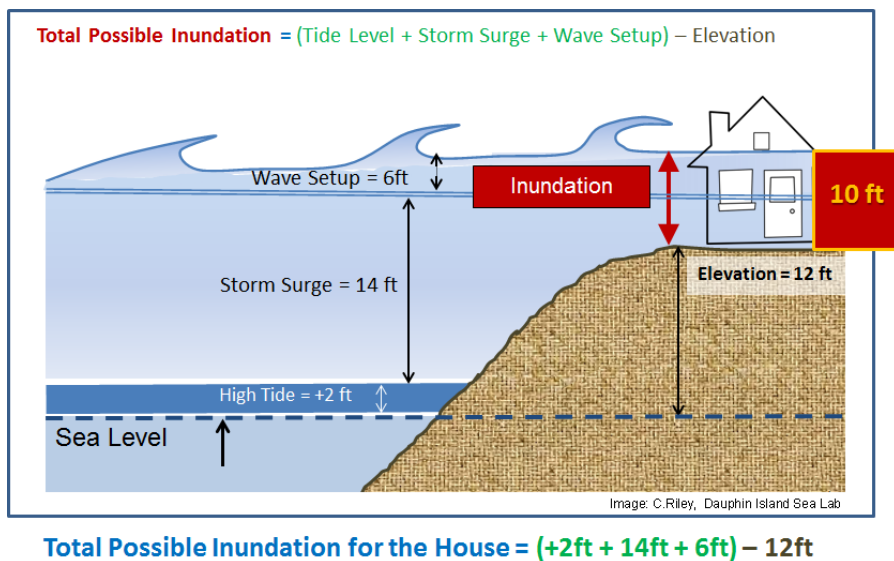 Total Possible Inundation = (Tide Level + Storm Surge + Wave Setup) – Elevation
Wave Setup = 6ft
Inundation
10 ft
Storm Surge = 14 ft
Elevation = 12 ft
High Tide = +2 ft
Sea Level
Image: C.Riley, Dauphin Island Sea Lab
Total Possible Inundation for the House = (+2ft + 14ft + 6ft) – 12ft